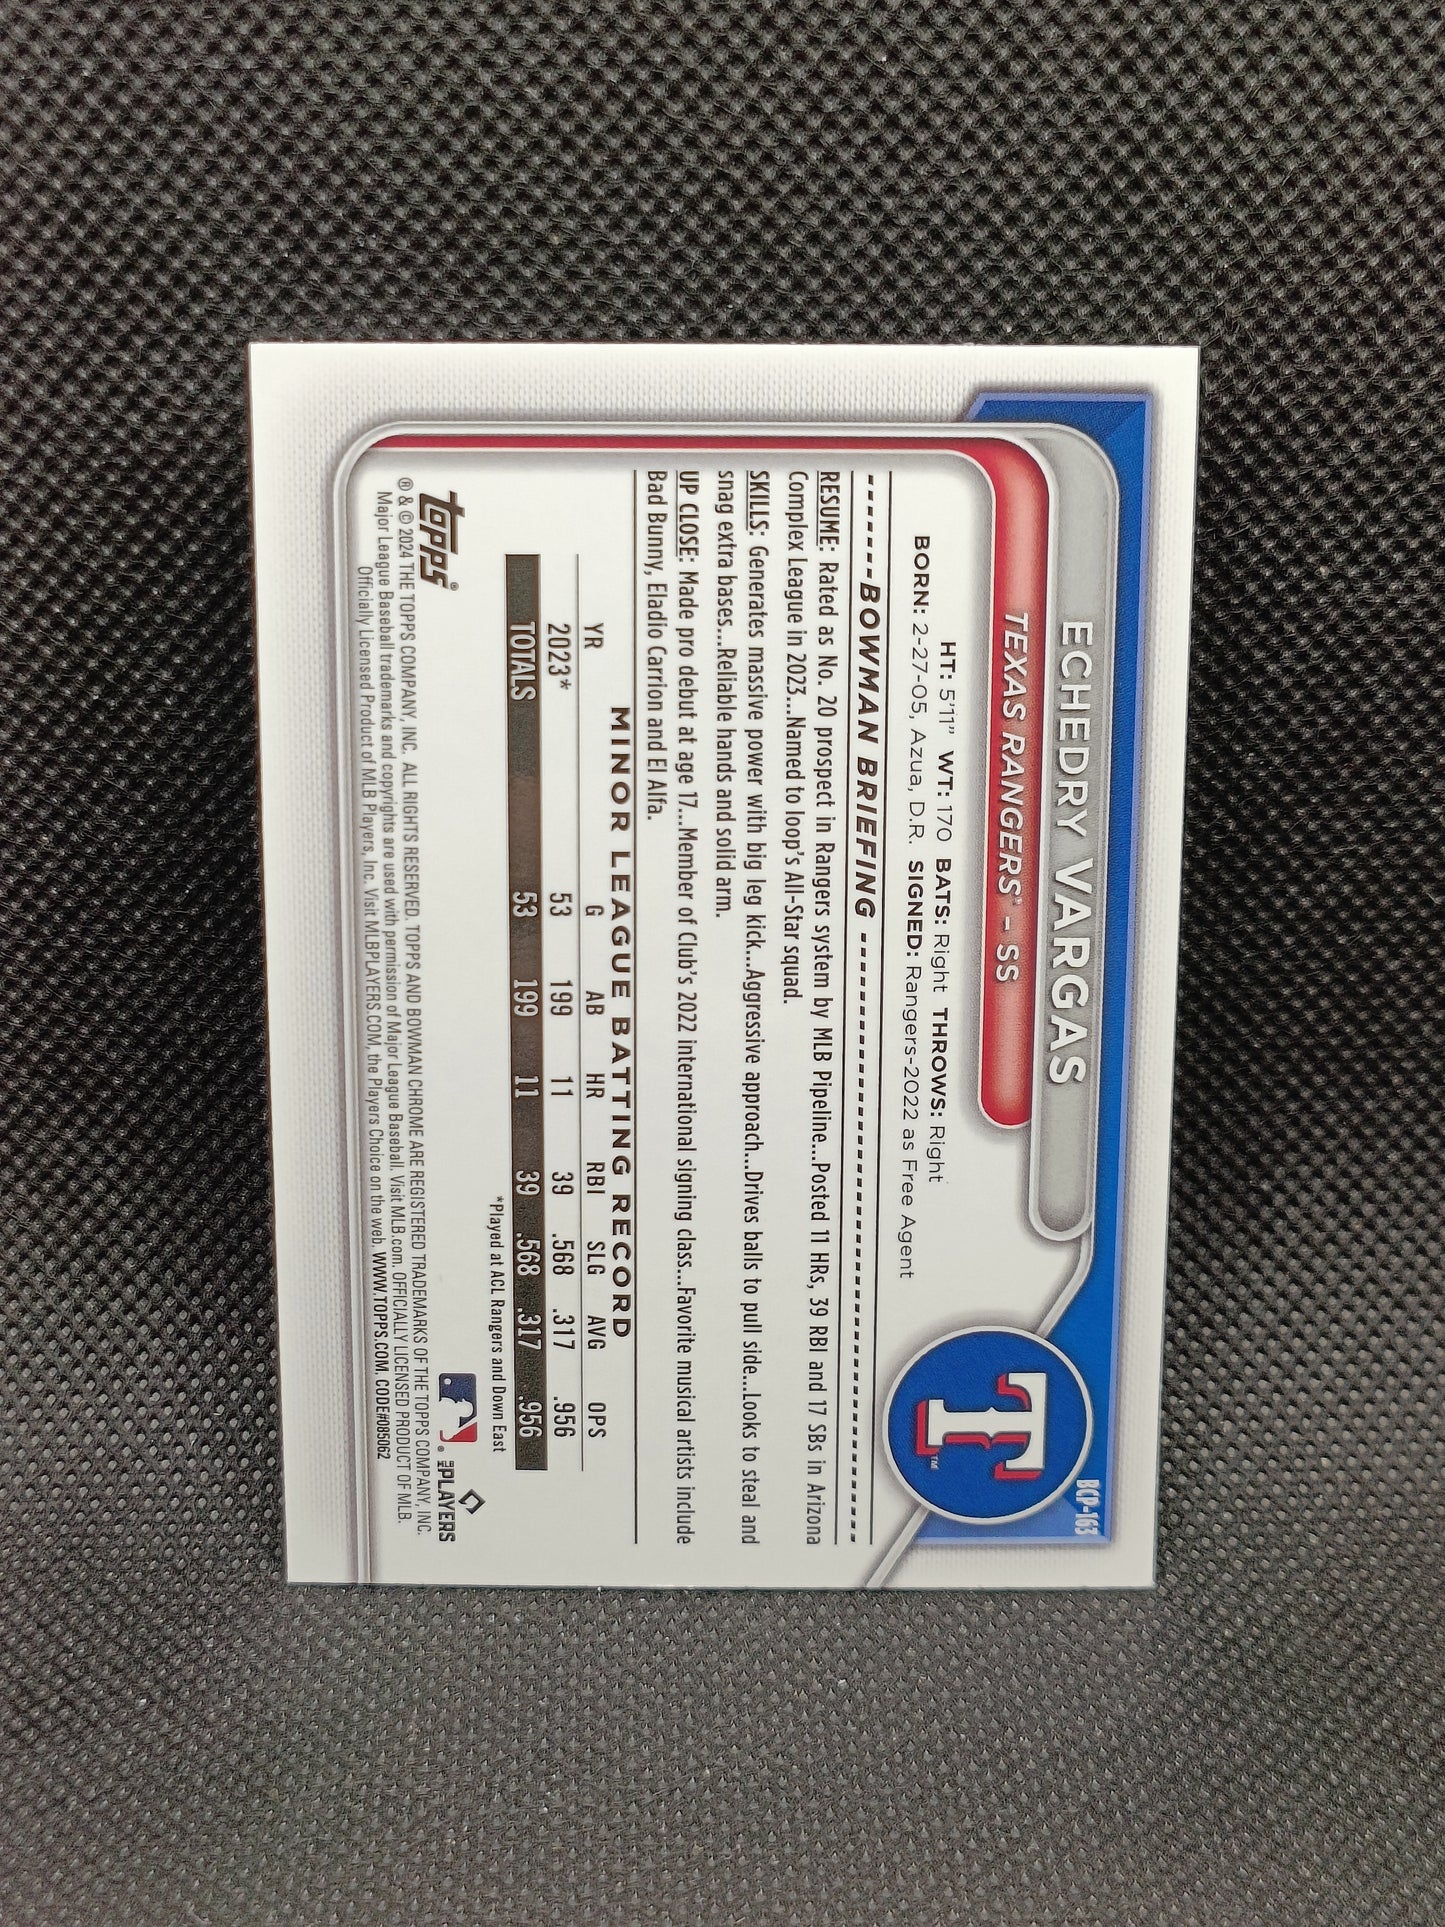 BCP-163
ECHEDRY VARGAS
TEXAS RANGERS™ - SS
T™
HT: 5'11" WT: 170 BATS: Right THROWS: Right
BORN: 2-27-05, Azua, D.R. SIGNED: Rangers-2022 as Free Agent
------BOWMAN BRIEFING------
RESUME: Rated as No. 20 prospect in Rangers system by MLB Pipeline...Posted 11 HRs, 39 RBI and 17 SBs in Arizona
Complex League in 2023...Named to loop's All-Star squad.
SKILLS: Generates massive power with big leg kick...Aggressive approach...Drives balls to pull side...Looks to steal and
snag extra bases...Reliable hands and solid arm.
UP CLOSE: Made pro debut at age 17...Member of Club's 2022 international signing class...Favorite musical artists include
Bad Bunny, Eladio Carrion and El Alfa.
MINOR LEAGUE BATTING RECORD
YR G AB HR RBI SLG AVG OPS
2023* 53 199 11 39 .568 .317 .956
TOTALS 53 199 11 39 .568 .317 .956
*Played at ACL Rangers and Down East
topps®
MLB PLAYERS
® & © 2024 THE TOPPS COMPANY, INC. ALL RIGHTS RESERVED. TOPPS AND BOWMAN CHROME ARE REGISTERED TRADEMARKS OF THE TOPPS COMPANY, INC.
Major League Baseball trademarks and copyrights are used with permission of Major League Baseball. Visit MLB.com. OFFICIALLY LICENSED PRODUCT OF MLB
Officially Licensed Product of MLB Players, Inc. Visit MLBPLAYERS.COM, the Players Choice on the web. WWW.TOPPS.COM. CODE#085062